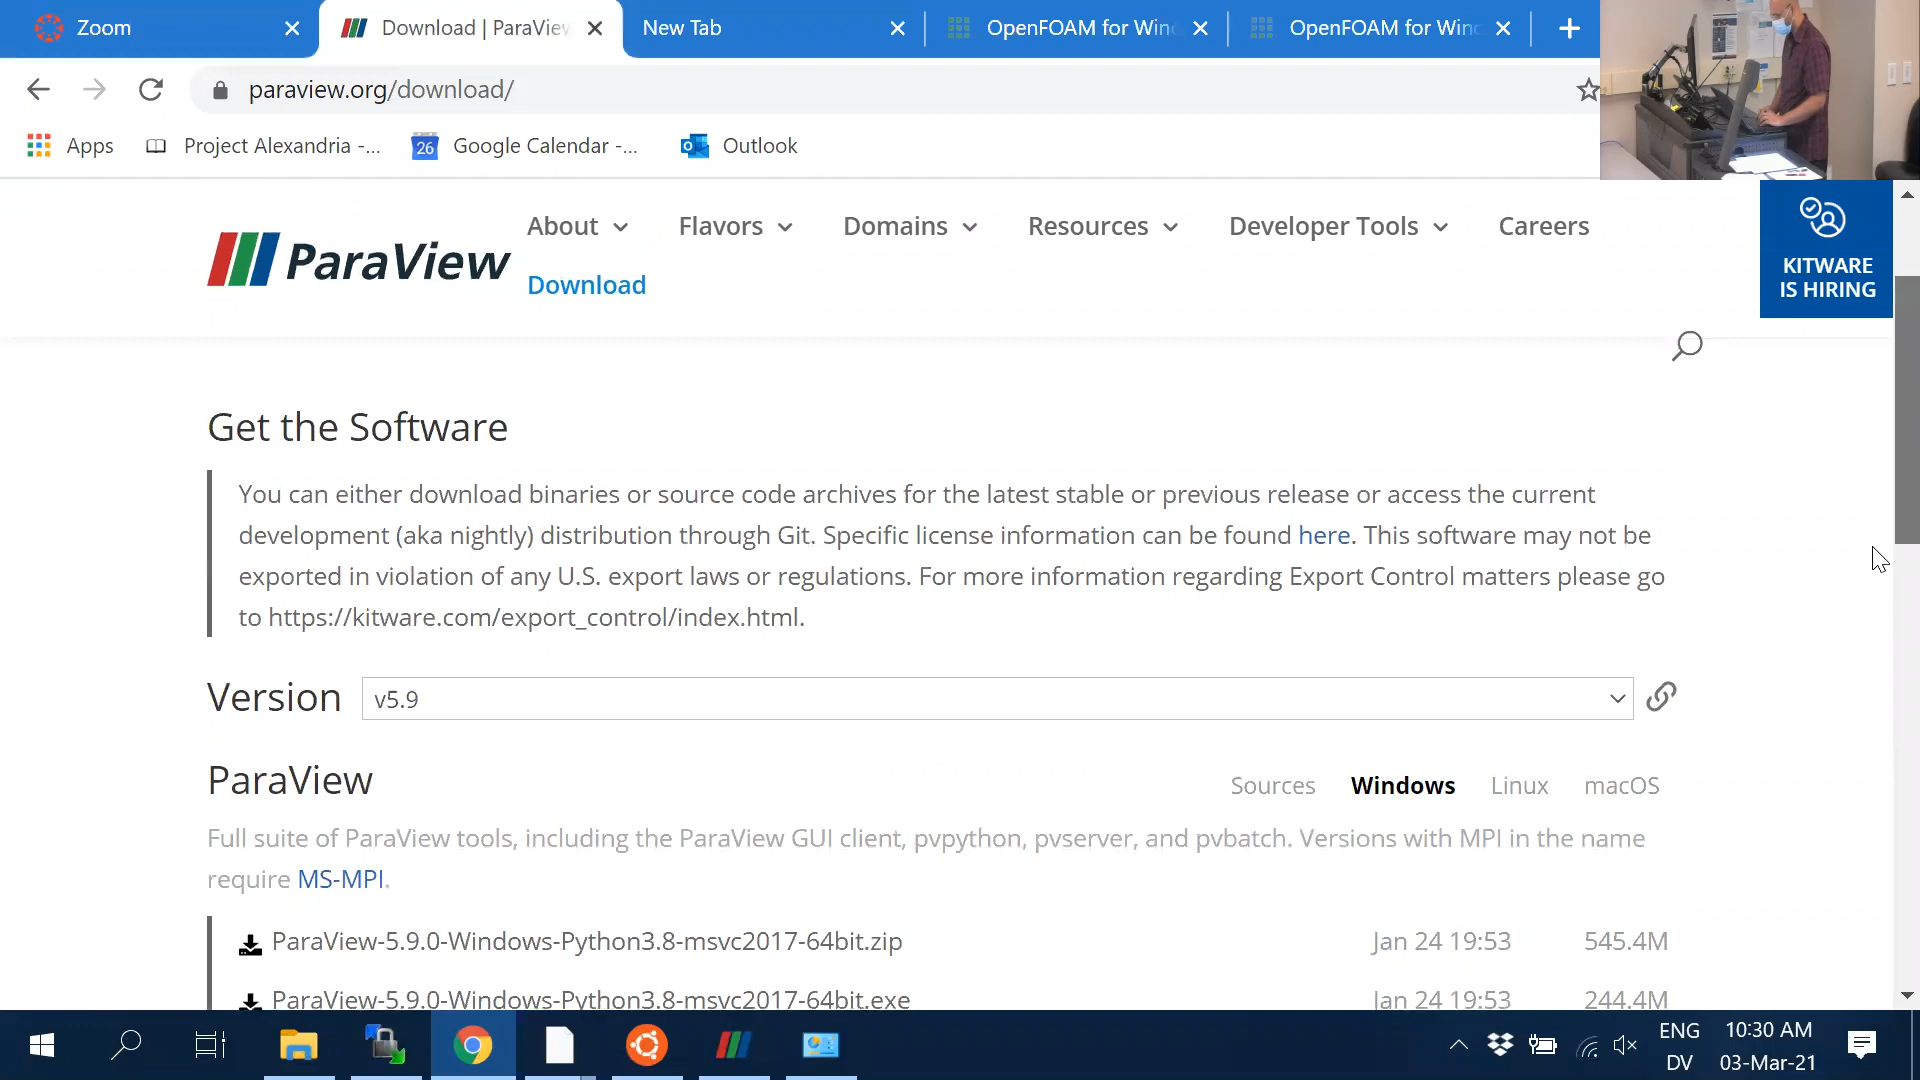 Zoom
Download | ParaView
New Tab
OpenFOAM for Win
OpenFOAM for Win
paraview.org/download/
Apps
Project Alexandria -...
26
Google Calendar -...
Outlook
ParaView
About
Flavors
Domains
Resources
Developer Tools
Careers
Download
KITWARE
IS HIRING
Get the Software
You can either download binaries or source code archives for the latest stable or previous release or access the current
development (aka nightly) distribution through Git. Specific license information can be found here. This software may not be
exported in violation of any U.S. export laws or regulations. For more information regarding Export Control matters please go
to https://kitware.com/export_control/index.html.
Version
v5.9
ParaView
Sources
Windows
Linux
macOS
Full suite of ParaView tools, including the ParaView GUI client, pvpython, pvserver, and pvbatch. Versions with MPI in the name
require MS-MPI.
ParaView-5.9.0-Windows-Python3.8-msvc2017-64bit.zip
Jan 24 19:53
545.4M
ParaView-5.9.0-Windows-Python3.8-msvc2017-64bit.exe
Jan 24 19:53
244.4M
ENG
DV
10:30 AM
03-Mar-21